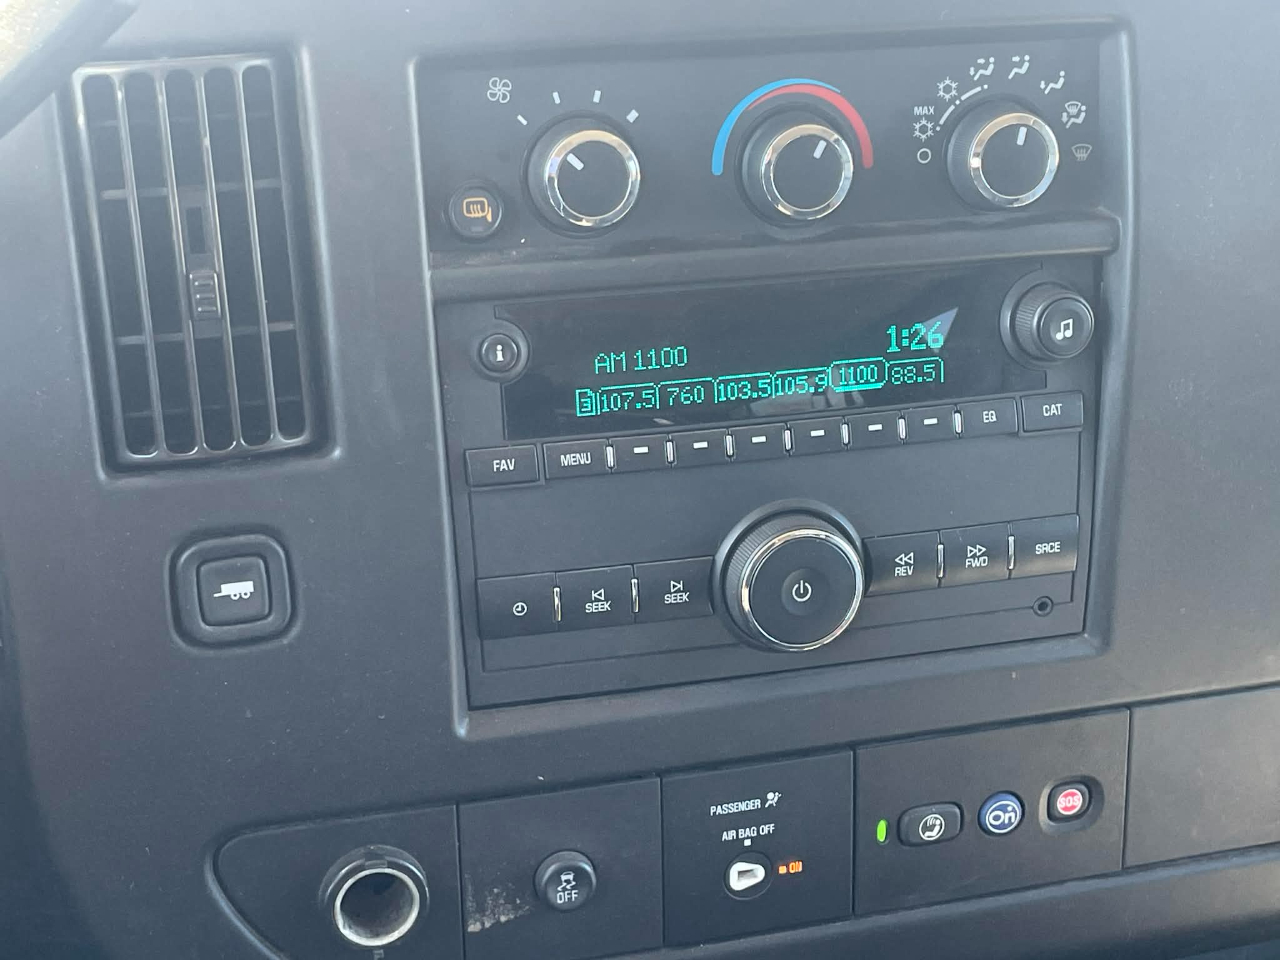 MAX
1:26
AM 1100
3 107.5 760 103.5 105.9 1100 88.5
FAV
MENU
EQ
CAT
SEEK
SEEK
REV
FWD
SRCE
PASSENGER
AIR BAG OFF
OFF
On
SOS